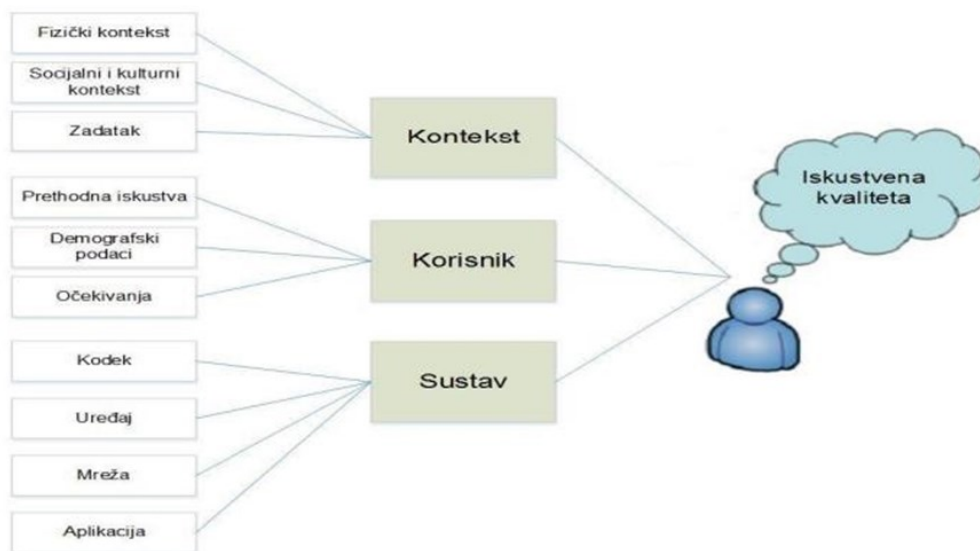 Fizički kontekst
Socijalni i kulturni
kontekst
Zadatak
Prethodna iskustva
Demografski
podaci
Očekivanja
Kodek
Uređaj
Mreža
Aplikacija
Kontekst
Korisnik
Sustav
Iskustvena
kvaliteta